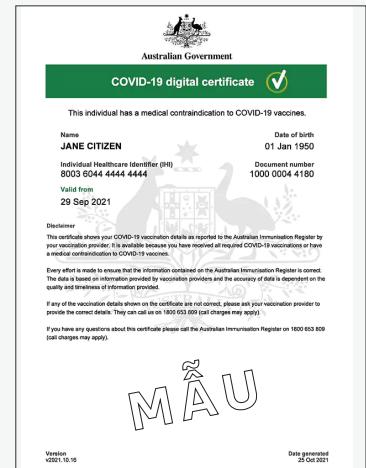 Australian Government
COVID-19 digital certificate
This individual has a medical contraindication to COVID-19 vaccines.
Name
JANE CITIZEN
Date of birth
01 Jan 1950
Individual Healthcare Identifier (IHI)
8003 6044 4444 4444
Document number
1000 0004 4180
Valid from
29 Sep 2021
Disclaimer
This certificate shows your COVID-19 vaccination details as reported to the Australian Immunisation Register by
your vaccination provider. It is available because you have received all required COVID-19 vaccinations or have
a medical contraindication to COVID-19 vaccines.
Every effort is made to ensure that the information contained on the Australian Immunisation Register is correct.
The data is based on information provided by vaccination providers and the accuracy of data is dependent on the
quality and timeliness of information provided.
If any of the vaccination details shown on the certificate are not correct, please ask your vaccination provider to
provide the correct details. They can call us on 1800 653 809 (call charges may apply).
If you have any questions about this certificate please call the Australian Immunisation Register on 1800 653 809
(call charges may apply).
MẪU
Version
v2021.10.16
Date generated
25 Oct 2021